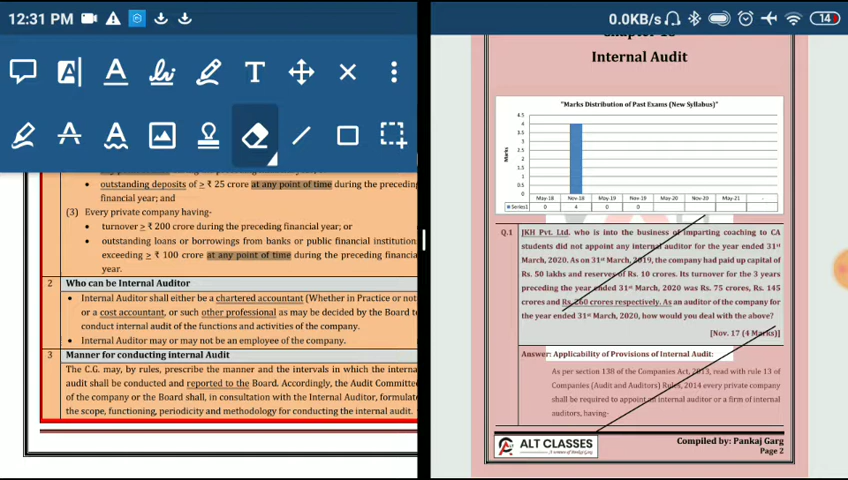 12:31 PM
0.0KB/s
14
T
outstanding deposits of ≥ ₹ 25 crore at any point of time during the preceding
financial year; and
(3) Every private company having-
turnover ≥ ₹ 200 crore during the preceding financial year; or
outstanding loans or borrowings from banks or public financial institution
exceeding ≥ ₹ 100 crore at any point of time during the preceding financia
year.
2 Who can be Internal Auditor
Internal Auditor shall either be a chartered accountant (Whether in Practice or not
or a cost accountant, or such other professional as may be decided by the Board to
conduct internal audit of the functions and activities of the company.
Internal Auditor may or may not be an employee of the company.
3 Manner for conducting internal Audit
The C.G. may, by rules, prescribe the manner and the intervals in which the interna
audit shall be conducted and reported to the Board. Accordingly, the Audit Committee
of the company or the Board shall, in consultation with the Internal Auditor, formulate
the scope, functioning, periodicity and methodology for conducting the internal audit.
Internal Audit
"Marks Distribution of Past Exams (New Syllabus)"
Marks
4.5
4
3.5
3
2.5
2
1.5
1
0.5
0
May-18 Nov-18 May-19 Nov-19 May-20 Nov-20 May-21 -
Series1 0 4 0 0
Q.1 JKH Pvt. Ltd. who is into the business of imparting coaching to CA
students did not appoint any internal auditor for the year ended 31st
March, 2020. As on 31st March, 2019, the company had paid up capital of
Rs. 50 lakhs and reserves of Rs. 10 crores. Its turnover for the 3 years
preceding the year ended 31st March, 2020 was Rs. 75 crores, Rs. 145
crores and Rs. 260 crores respectively. As an auditor of the company for
the year ended 31st March, 2020, how would you deal with the above?
[Nov. 17 (4 Marks)]
Answer: Applicability of Provisions of Internal Audit:
As per section 138 of the Companies Act, 2013, read with rule 13 of
Companies (Audit and Auditors) Rules, 2014 every private company
shall be required to appoint an internal auditor or a firm of internal
auditors, having-
ALT CLASSES
Compiled by: Pankaj Garg
Page 2